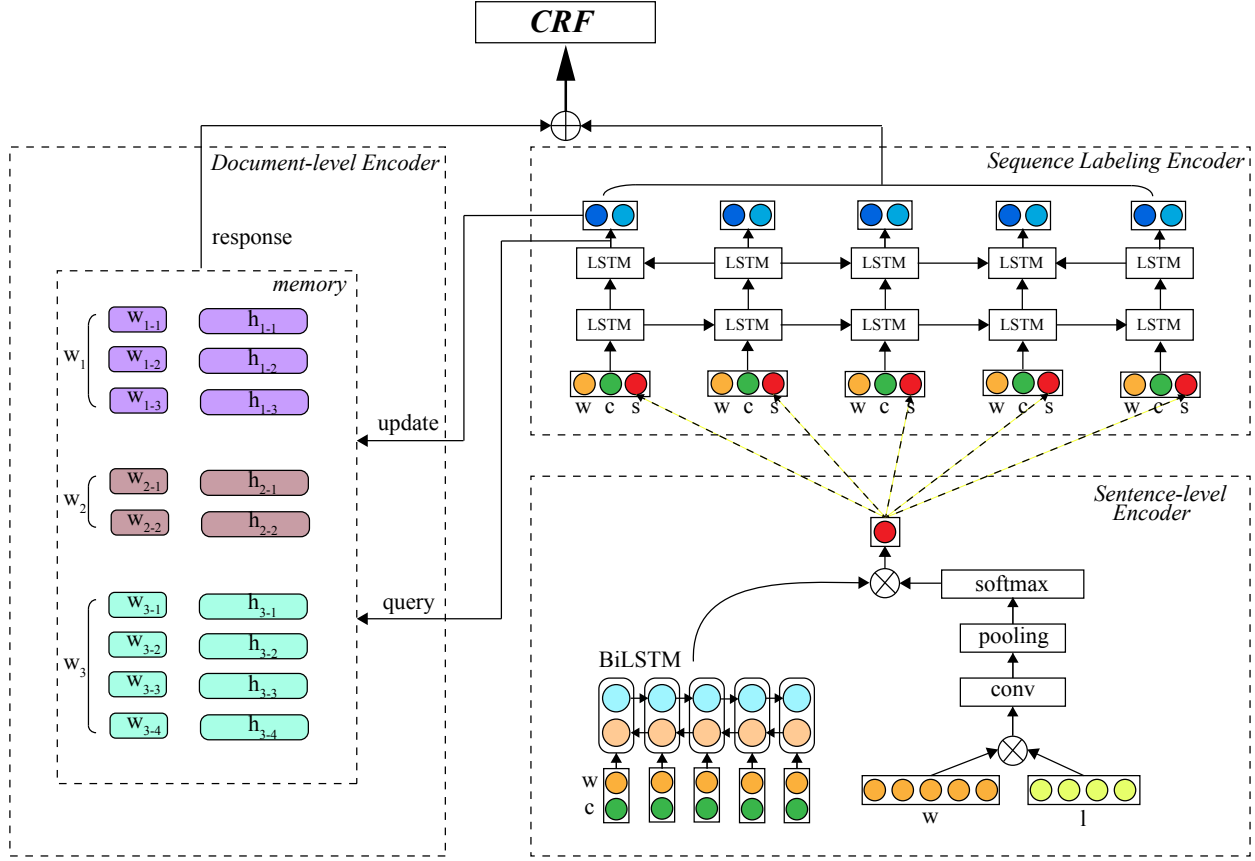 CRF
Document-level Encoder
response
memory
w1 w1-1 h1-1
w1-2 h1-2
w1-3 h1-3
w2 w2-1 h2-1
w2-2 h2-2
w3 w3-1 h3-1
w3-2 h3-2
w3-3 h3-3
w3-4 h3-4
update
query
Sequence Labeling Encoder
LSTM LSTM LSTM LSTM LSTM
LSTM LSTM LSTM LSTM LSTM
w c s w c s w c s w c s w c s
Sentence-level
Encoder
softmax
pooling
conv
BiLSTM
w
c
w l